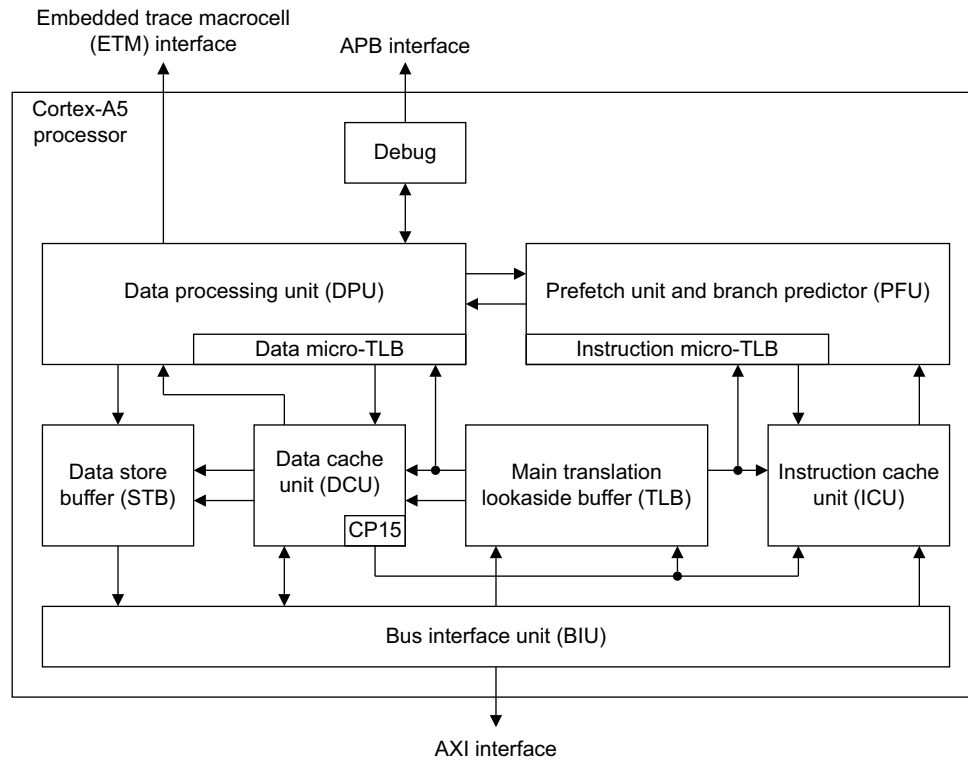 Embedded trace macrocell
(ETM) interface
APB interface
Cortex-A5
processor
Debug
Data processing unit (DPU)
Prefetch unit and branch predictor (PFU)
Data micro-TLB
Instruction micro-TLB
Data store
buffer (STB)
Data cache
unit (DCU)
CP15
Main translation
lookaside buffer (TLB)
Instruction cache
unit (ICU)
Bus interface unit (BIU)
AXI interface